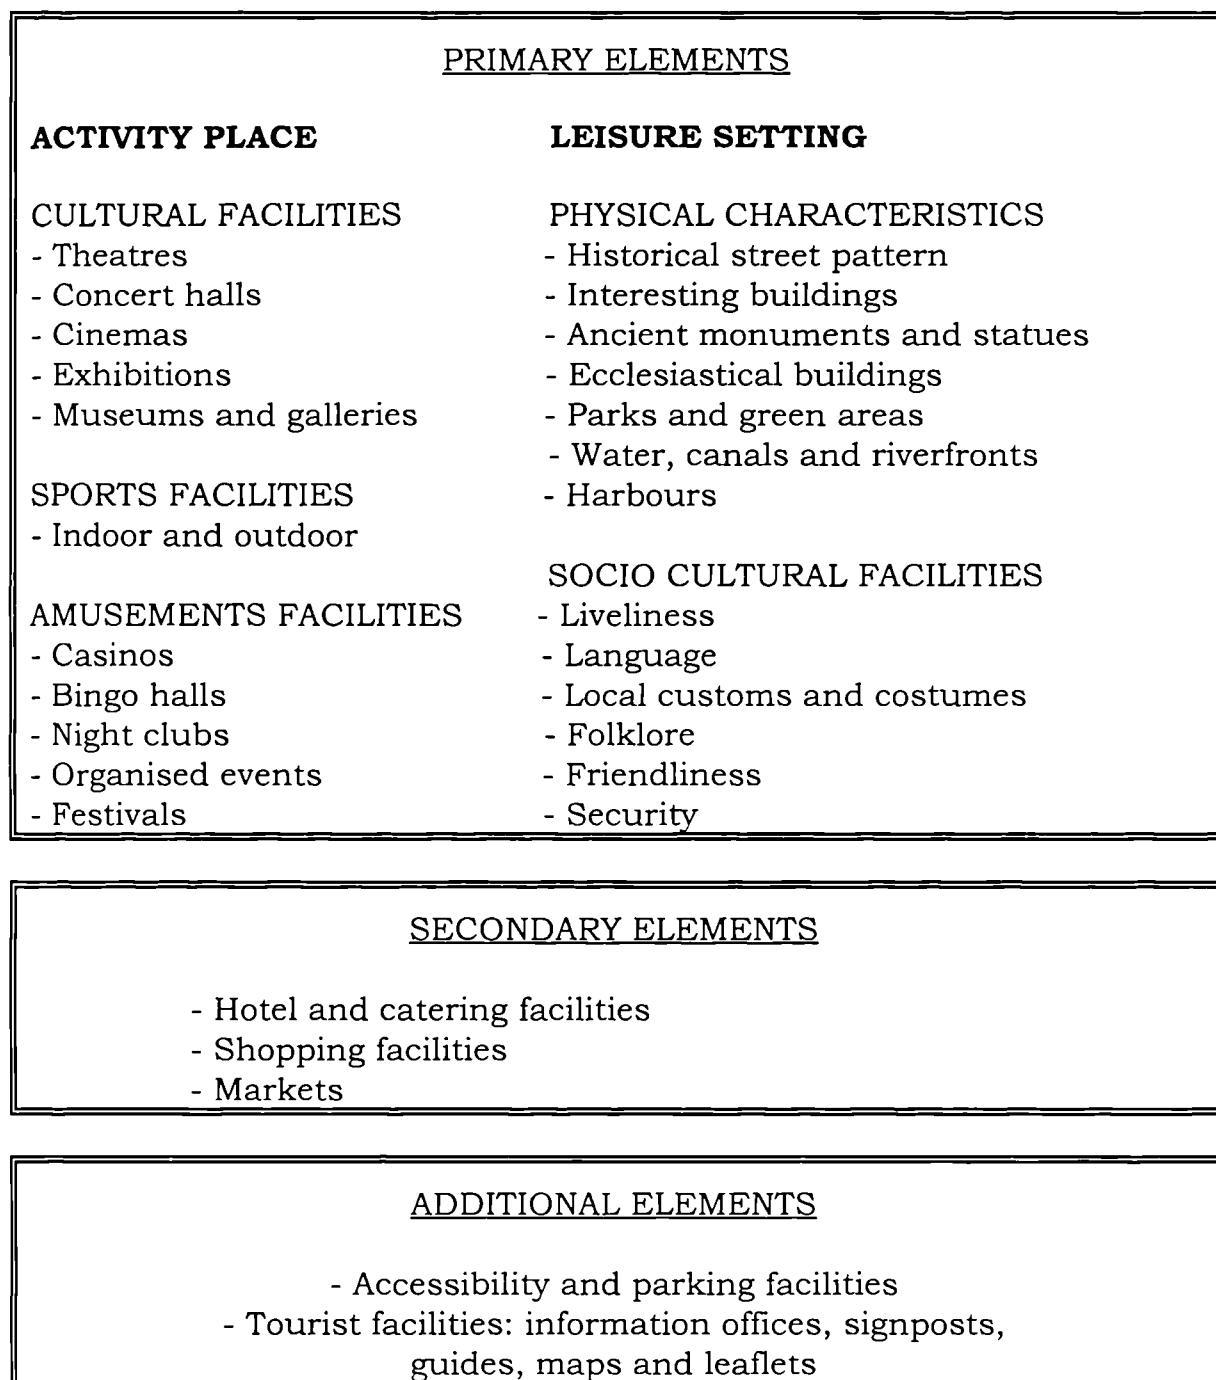 PRIMARY ELEMENTS
ACTIVITY PLACE
CULTURAL FACILITIES
- Theatres
- Concert halls
- Cinemas
- Exhibitions
- Museums and galleries
SPORTS FACILITIES
- Indoor and outdoor
AMUSEMENTS FACILITIES
- Casinos
- Bingo halls
- Night clubs
- Organised events
- Festivals
LEISURE SETTING
PHYSICAL CHARACTERISTICS
- Historical street pattern
- Interesting buildings
- Ancient monuments and statues
- Ecclesiastical buildings
- Parks and green areas
- Water, canals and riverfronts
- Harbours
SOCIO CULTURAL FACILITIES
- Liveliness
- Language
- Local customs and costumes
- Folklore
- Friendliness
- Security
SECONDARY ELEMENTS
- Hotel and catering facilities
- Shopping facilities
- Markets
ADDITIONAL ELEMENTS
- Accessibility and parking facilities
- Tourist facilities: information offices, signposts,
guides, maps and leaflets